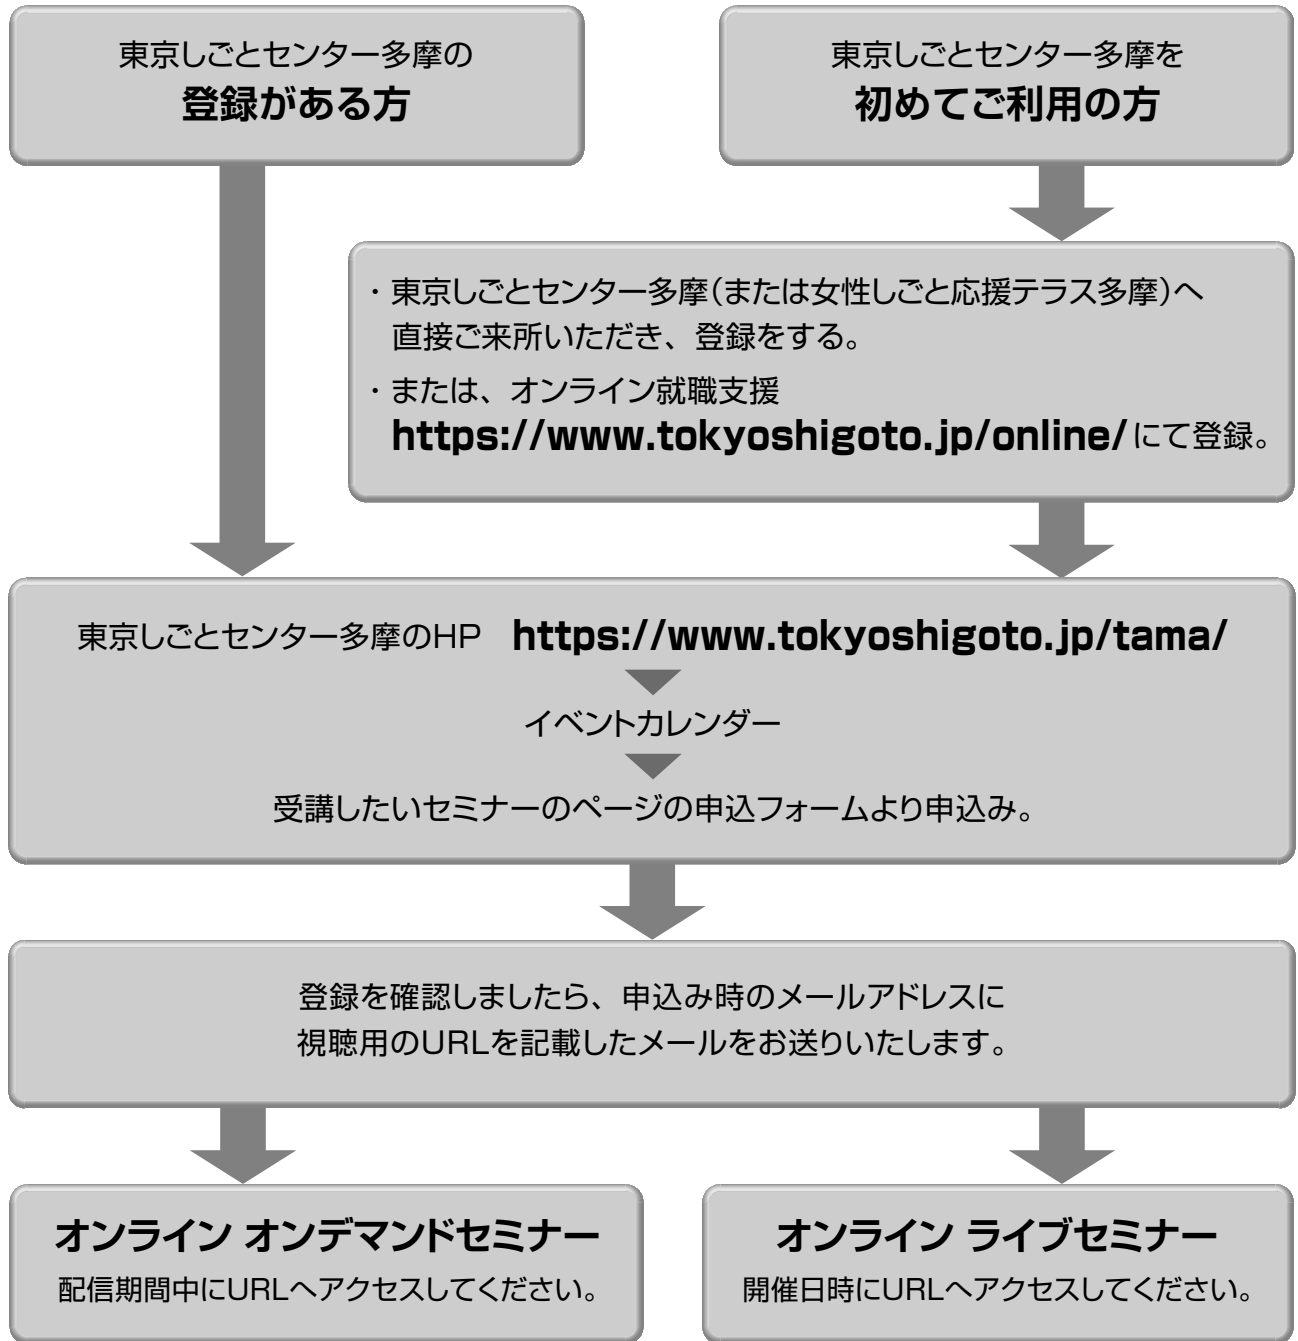 東京しごとセンター多摩の
登録がある方
東京しごとセンター多摩を
初めてご利用の方
・東京しごとセンター多摩(または女性しごと応援テラス多摩)へ
直接ご来所いただき、登録をする。
・または、オンライン就職支援
https://www.tokyoshigoto.jp/online/にて登録。
東京しごとセンター多摩のHP https://www.tokyoshigoto.jp/tama/
イベントカレンダー
受講したいセミナーのページの申込フォームより申込み。
登録を確認しましたら、申込み時のメールアドレスに
視聴用のURLを記載したメールをお送りいたします。
オンライン オンデマンドセミナー
配信期間中にURLへアクセスしてください。
オンライン ライブセミナー
開催日時にURLへアクセスしてください。